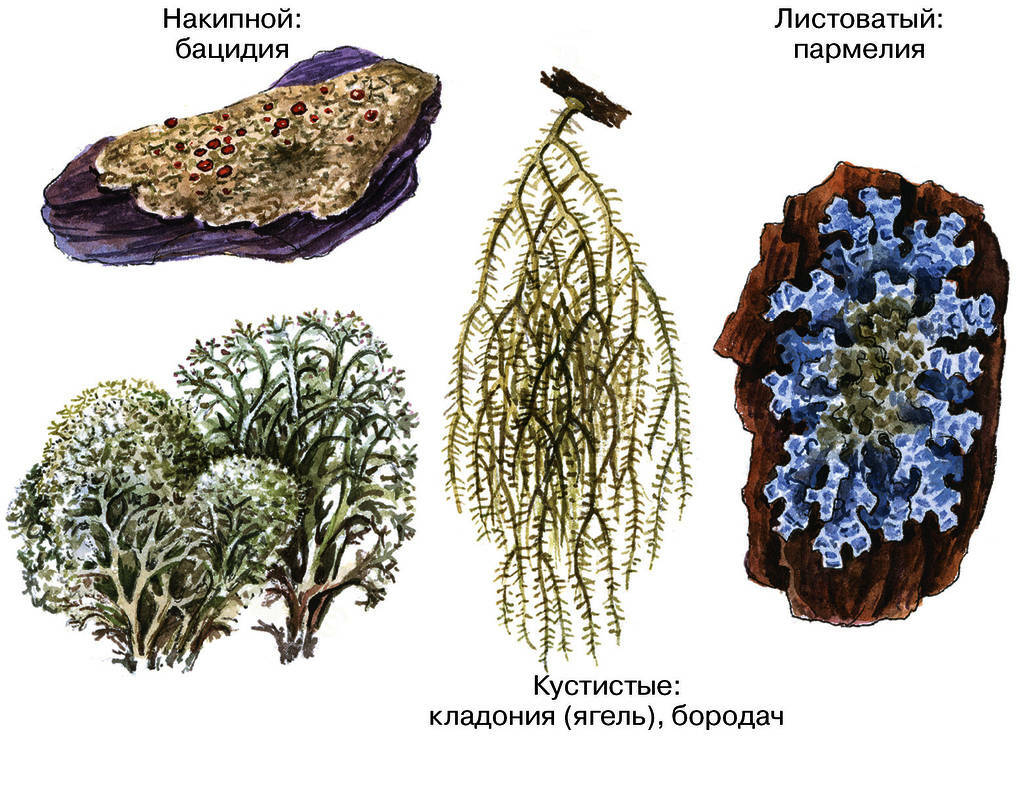 Накипной:
бацидия
Листоватый:
пармелия
Кустистые:
кладония (ягель), бородач